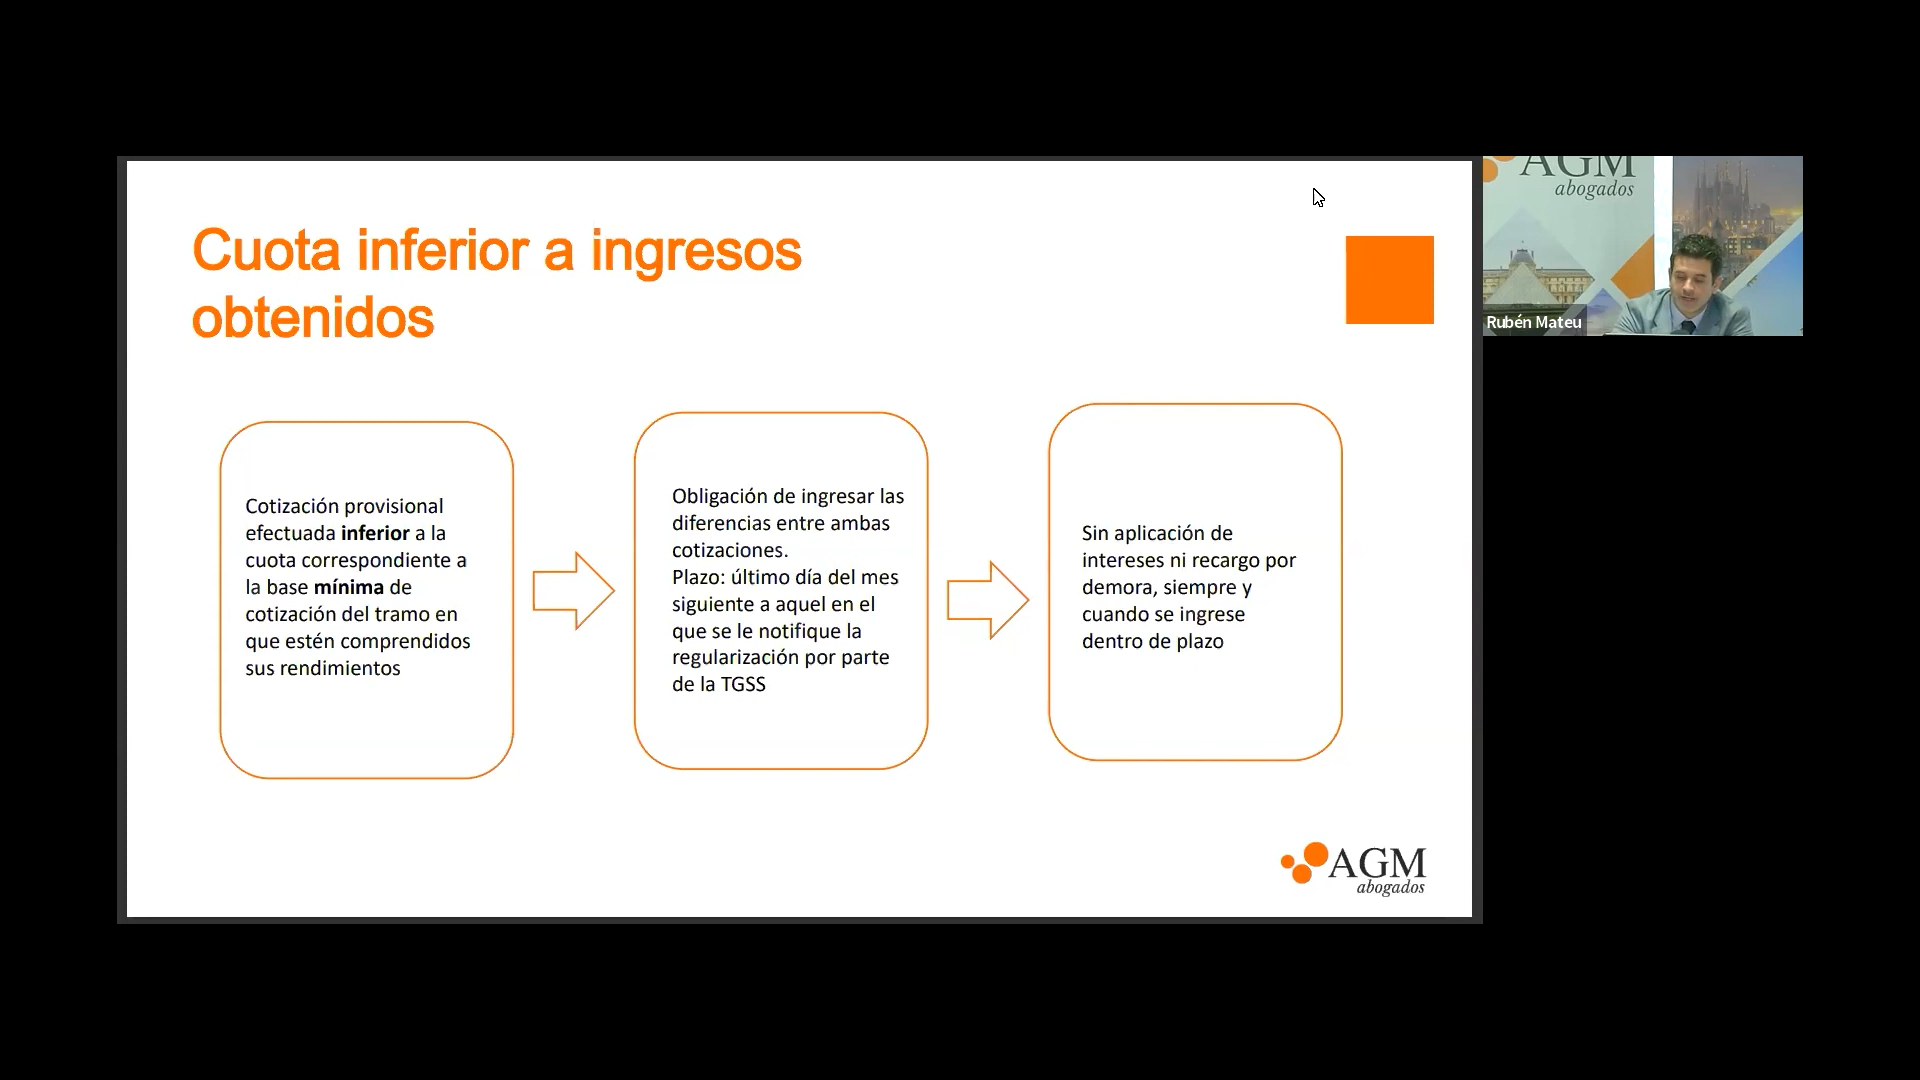 Cuota inferior a ingresos
obtenidos
Cotización provisional
efectuada inferior a la
cuota correspondiente a
la base mínima de
cotización del tramo en
que estén comprendidos
sus rendimientos
Obligación de ingresar las
diferencias entre ambas
cotizaciones.
Plazo: último día del mes
siguiente a aquel en el
que se le notifique la
regularización por parte
de la TGSS
Sin aplicación de
intereses ni recargo por
demora, siempre y
cuando se ingrese
dentro de plazo
AGM
abogados
AGM
abogados
Rubén Mateu